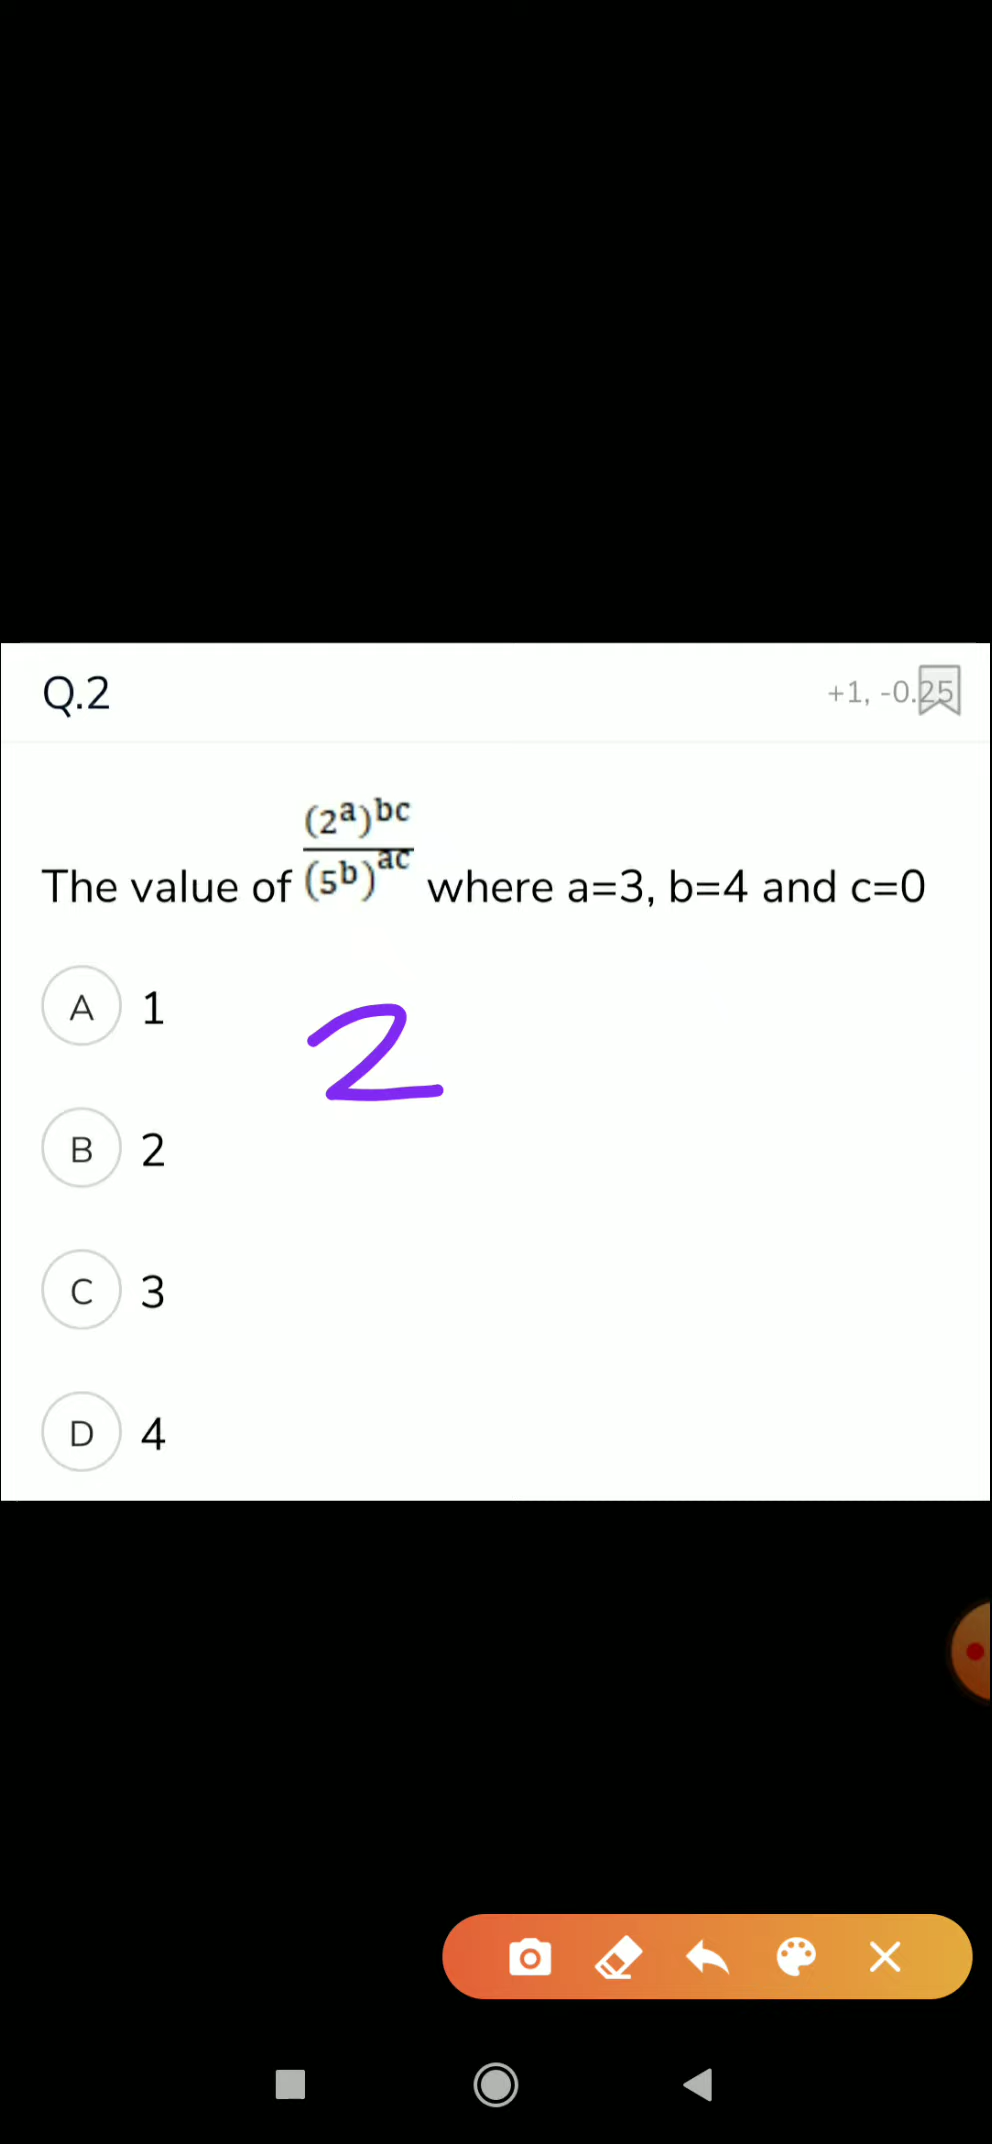 Q.2 +1, -0.25
The value of (2^a)^bc / (5^b)^ac where a=3, b=4 and c=0
A 1
2
B 2
C 3
D 4